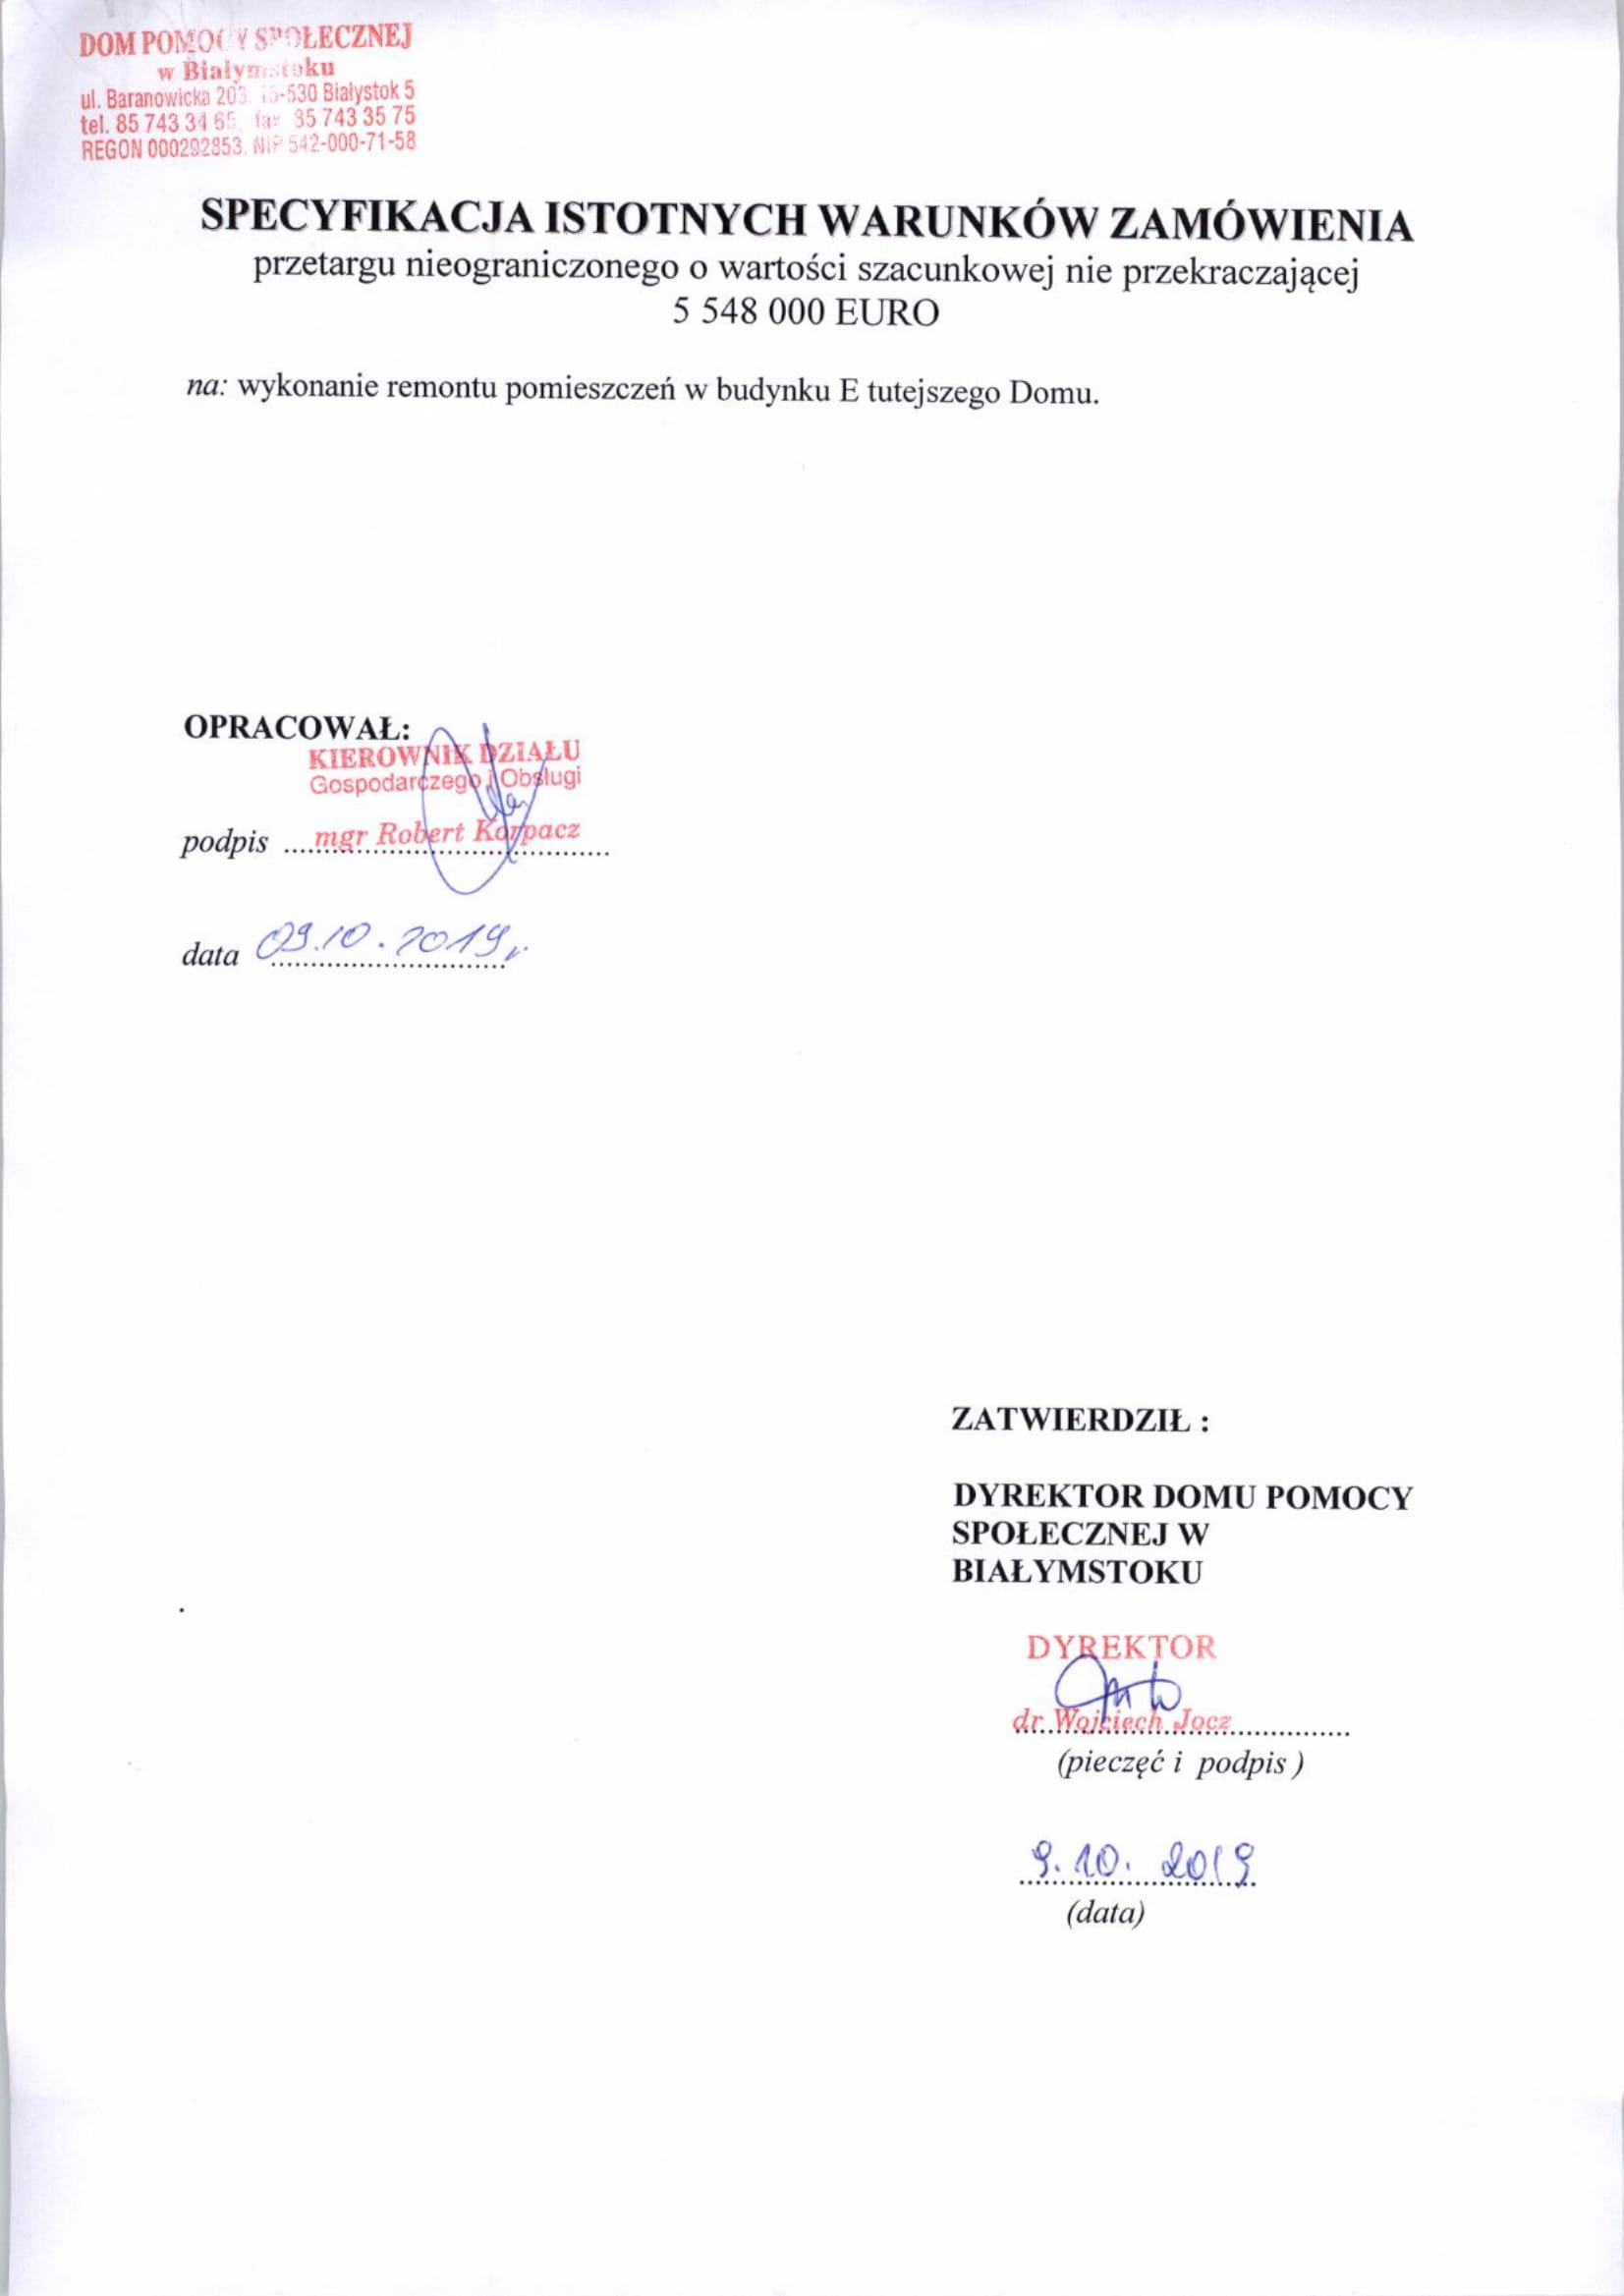 DOM POMOCY SPOŁECZNEJ
w Białymstoku
ul. Baranowicka 203, 15-530 Białystok 5
tel. 85 743 34 65, fax 85 743 35 75
REGON 000292853, NIP 542-000-71-58
SPECYFIKACJA ISTOTNYCH WARUNKÓW ZAMÓWIENIA
przetargu nieograniczonego o wartości szacunkowej nie przekraczającej
5 548 000 EURO
na: wykonanie remontu pomieszczeń w budynku E tutejszego Domu.
OPRACOWAŁ:
KIEROWNIK DZIAŁU
Gospodarczego i Obsługi
podpis mgr Robert Korpacz
data 09.10.2019r.
ZATWIERDZIŁ :
DYREKTOR DOMU POMOCY
SPOŁECZNEJ W
BIAŁYMSTOKU
DYREKTOR
dr Wojciech Jocz
(pieczęć i podpis )
9.10.2019
(data)